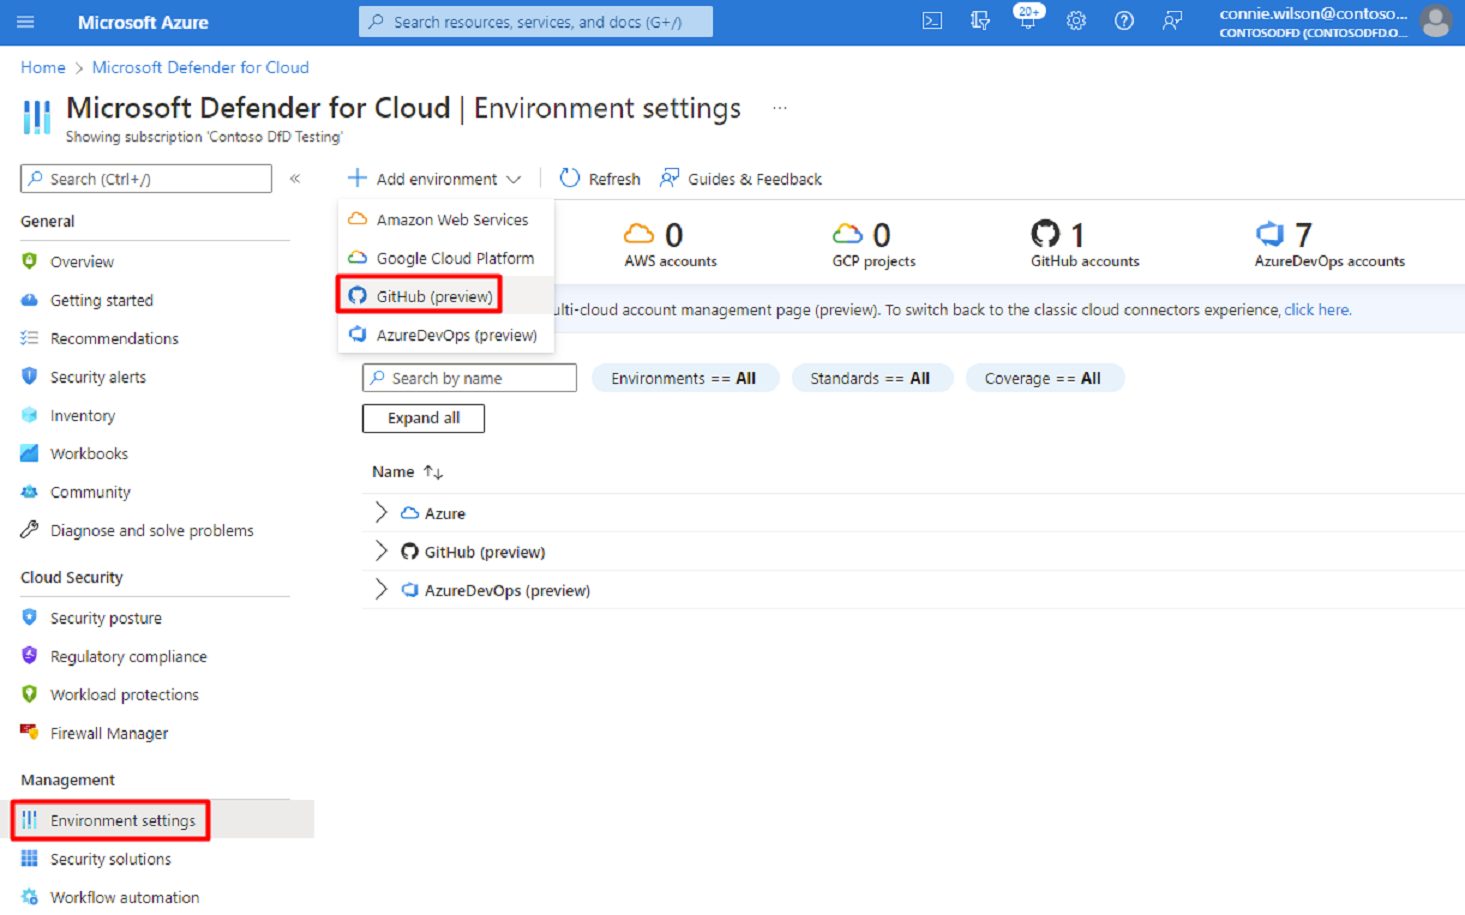 Microsoft Azure
Search resources, services, and docs (G+/)
20+
connie.wilson@contoso...
CONTOSODFD (CONTOSODFD.O...
Home > Microsoft Defender for Cloud
Microsoft Defender for Cloud | Environment settings ...
Showing subscription 'Contoso DfD Testing'
Search (Ctrl+/)
«
General
Overview
Getting started
Recommendations
Security alerts
Inventory
Workbooks
Community
Diagnose and solve problems
Cloud Security
Security posture
Regulatory compliance
Workload protections
Firewall Manager
Management
Environment settings
Security solutions
Workflow automation
Add environment
Refresh
Guides & Feedback
Amazon Web Services
Google Cloud Platform
GitHub (preview)
AzureDevOps (preview)
0
AWS accounts
0
GCP projects
1
GitHub accounts
7
AzureDevOps accounts
ulti-cloud account management page (preview). To switch back to the classic cloud connectors experience, click here.
Search by name
Environments == All
Standards == All
Coverage == All
Expand all
Name ↑↓
Azure
GitHub (preview)
AzureDevOps (preview)